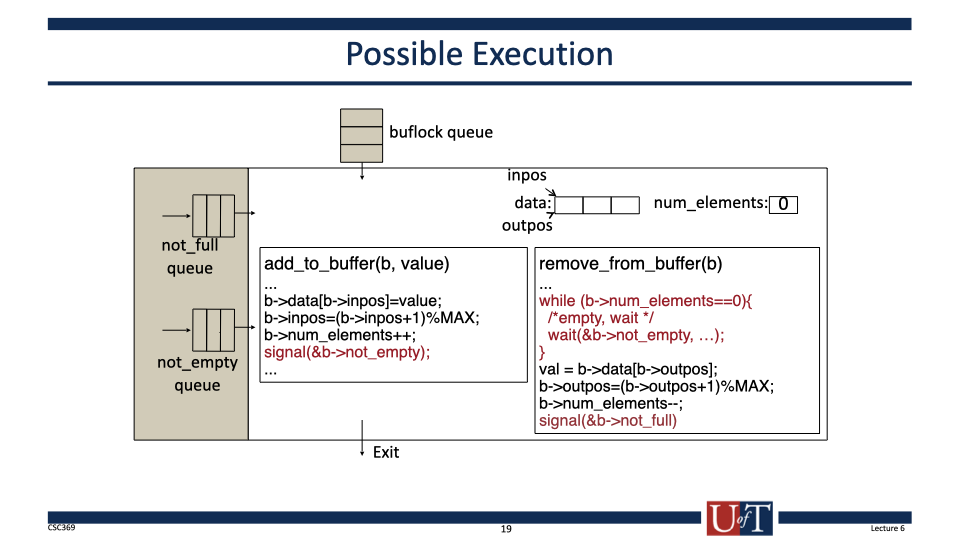 Possible Execution
buflock queue
inpos
data:
num_elements: 0
outpos
not_full
queue
not_empty
queue
add_to_buffer(b, value)
...
b->data[b->inpos]=value;
b->inpos=(b->inpos+1)%MAX;
b->num_elements++;
signal(&b->not_empty);
...
remove_from_buffer(b)
...
while (b->num_elements==0){
/*empty, wait */
wait(&b->not_empty, …);
}
val = b->data[b->outpos];
b->outpos=(b->outpos+1)%MAX;
b->num_elements--;
signal(&b->not_full)
Exit
CSC369
19
U of T
Lecture 6